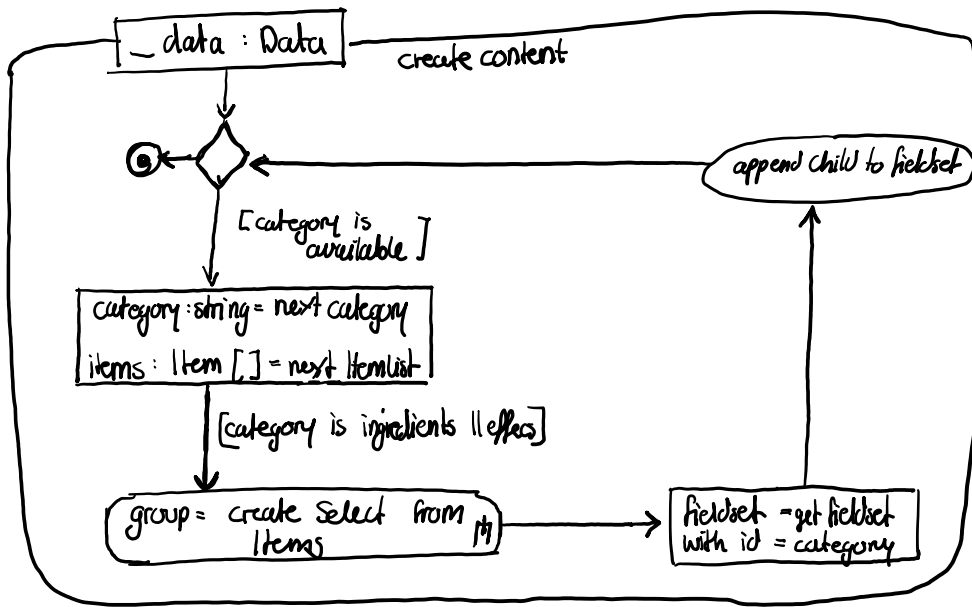 _data : Data
create content
append child to fieldset
[category is
available]
category : string = next category
items : Item [] = next ItemList
[category is ingredients || effecs]
group = create Select from
Items
fieldset = get fieldset
with id = category